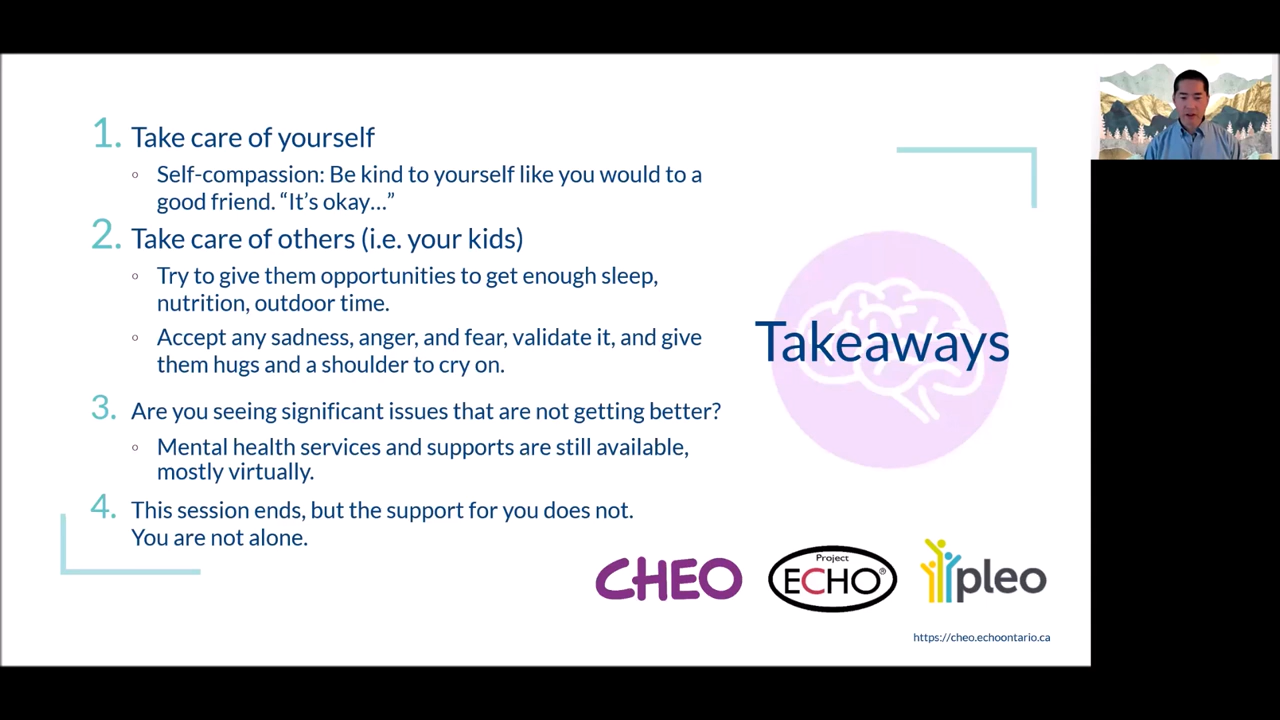 1. Take care of yourself
◦ Self-compassion: Be kind to yourself like you would to a
good friend. “It’s okay…”
2. Take care of others (i.e. your kids)
◦ Try to give them opportunities to get enough sleep,
nutrition, outdoor time.
◦ Accept any sadness, anger, and fear, validate it, and give
them hugs and a shoulder to cry on.
3. Are you seeing significant issues that are not getting better?
◦ Mental health services and supports are still available,
mostly virtually.
4. This session ends, but the support for you does not.
You are not alone.
Takeaways
CHEO
Project
ECHO®
pleo
https://cheo.echoontario.ca